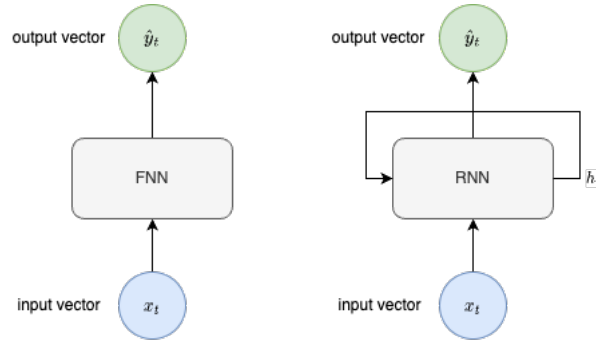 output vector ŷ_t
FNN
input vector x_t
output vector ŷ_t
RNN
h
input vector x_t